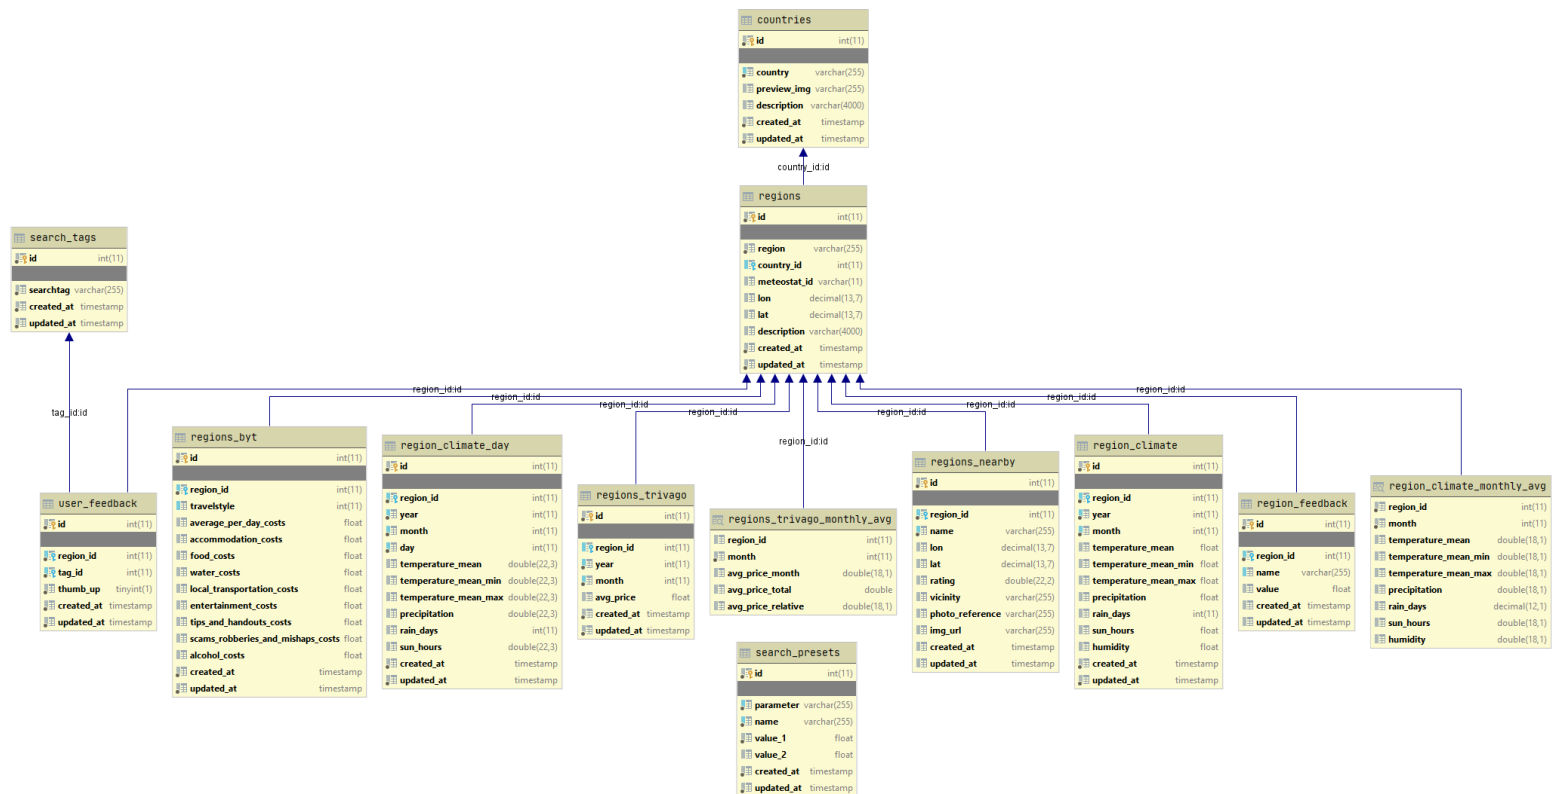 countries
id int(11)
country varchar(255)
preview_img varchar(255)
description varchar(4000)
created_at timestamp
updated_at timestamp
country_id:id
regions
id int(11)
region varchar(255)
country_id int(11)
meteostat_id varchar(11)
lon decimal(13,7)
lat decimal(13,7)
description varchar(4000)
created_at timestamp
updated_at timestamp
search_tags
id int(11)
searchtag varchar(255)
created_at timestamp
updated_at timestamp
tag_id:id
region_id:id
region_id:id
region_id:id
region_id:id
region_id:id
region_id:id
region_id:id
region_id:id
region_id:id
user_feedback
id int(11)
region_id int(11)
tag_id int(11)
thumb_up tinyint(1)
created_at timestamp
updated_at timestamp
regions_byt
id int(11)
region_id int(11)
travelstyle int(11)
average_per_day_costs float
accommodation_costs float
food_costs float
water_costs float
local_transportation_costs float
entertainment_costs float
tips_and_handouts_costs float
scams_robberies_and_mishaps_costs float
alcohol_costs float
created_at timestamp
updated_at timestamp
region_climate_day
id int(11)
region_id int(11)
year int(11)
month int(11)
day int(11)
temperature_mean double(22,3)
temperature_mean_min double(22,3)
temperature_mean_max double(22,3)
precipitation double(22,3)
rain_days int(11)
sun_hours double(22,3)
created_at timestamp
updated_at timestamp
regions_trivago
id int(11)
region_id int(11)
year int(11)
month int(11)
avg_price float
created_at timestamp
updated_at timestamp
regions_trivago_monthly_avg
region_id int(11)
month int(11)
avg_price_month double(18,1)
avg_price_total double
avg_price_relative double(18,1)
search_presets
id int(11)
parameter varchar(255)
name varchar(255)
value_1 float
value_2 float
created_at timestamp
updated_at timestamp
regions_nearby
id int(11)
region_id int(11)
name varchar(255)
lon decimal(13,7)
lat decimal(13,7)
rating double(22,2)
vicinity varchar(255)
photo_reference varchar(255)
img_url varchar(255)
created_at timestamp
updated_at timestamp
region_climate
id int(11)
region_id int(11)
year int(11)
month int(11)
temperature_mean float
temperature_mean_min float
temperature_mean_max float
precipitation float
rain_days int(11)
sun_hours float
humidity float
created_at timestamp
updated_at timestamp
region_feedback
id int(11)
region_id int(11)
name varchar(255)
value float
created_at timestamp
updated_at timestamp
region_climate_monthly_avg
region_id int(11)
month int(11)
temperature_mean double(18,1)
temperature_mean_min double(18,1)
temperature_mean_max double(18,1)
precipitation double(18,1)
rain_days decimal(12,1)
sun_hours double(18,1)
humidity double(18,1)